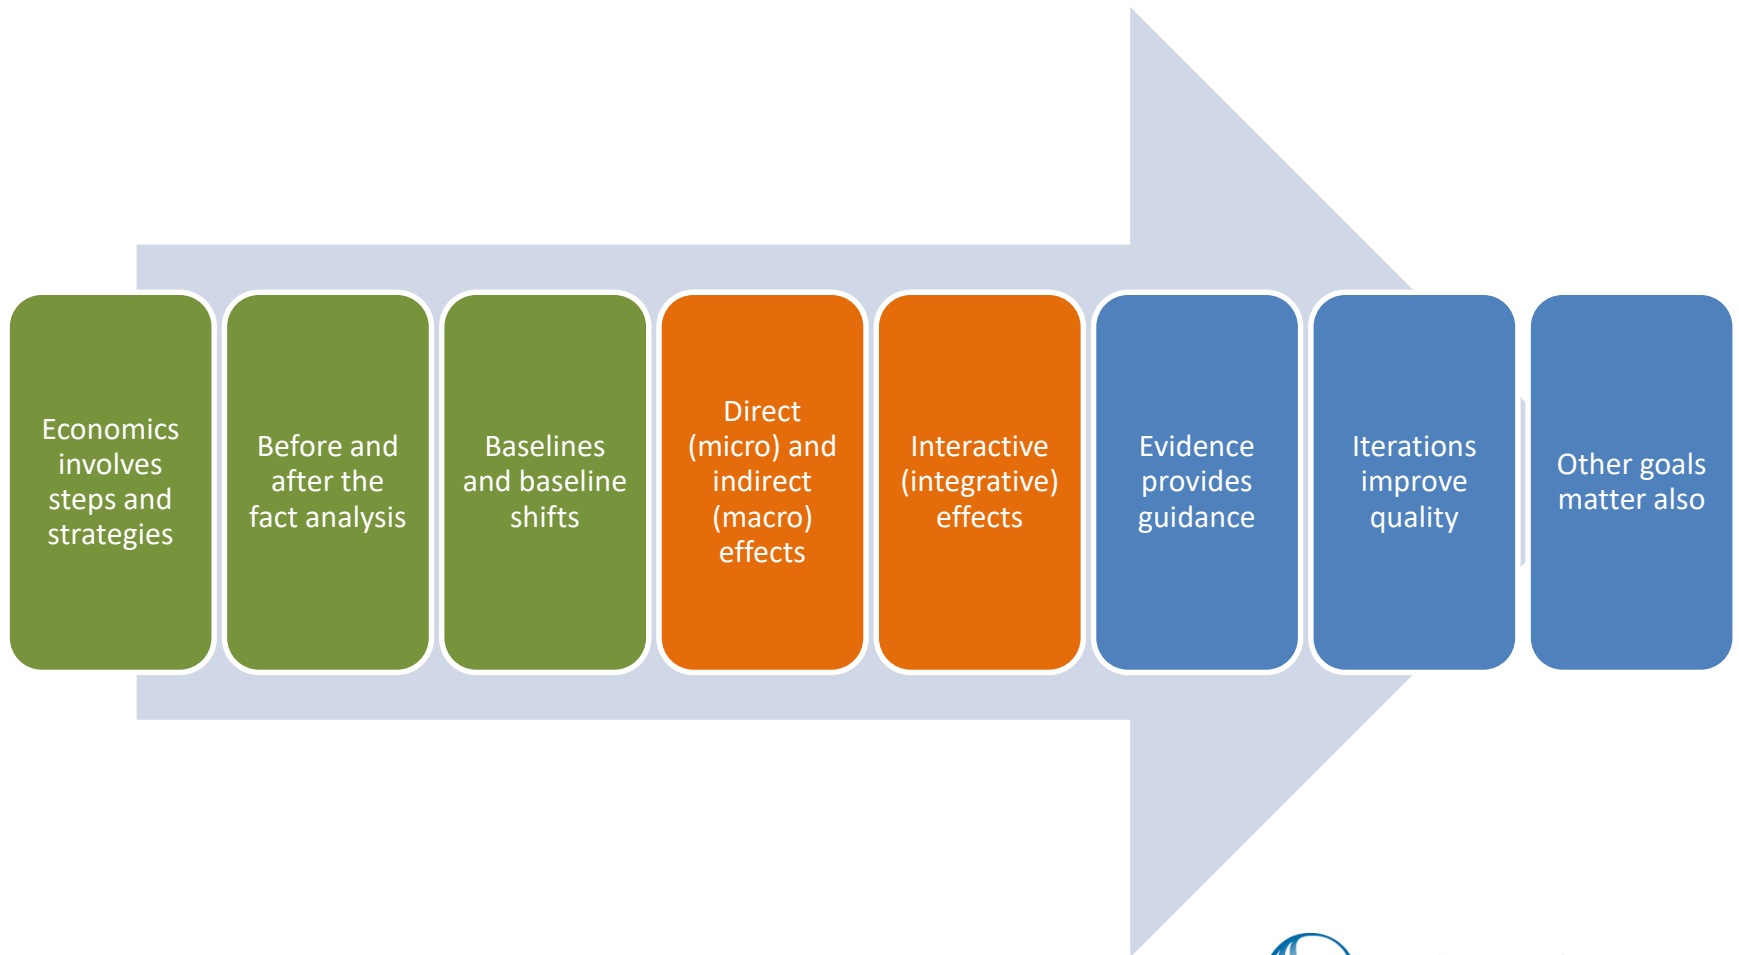 Economics
involves
steps and
strategies
Before and
after the
fact analysis
Baselines
and baseline
shifts
Direct
(micro) and
indirect
(macro)
effects
Interactive
(integrative)
effects
Evidence
provides
guidance
Iterations
improve
quality
Other goals
matter also